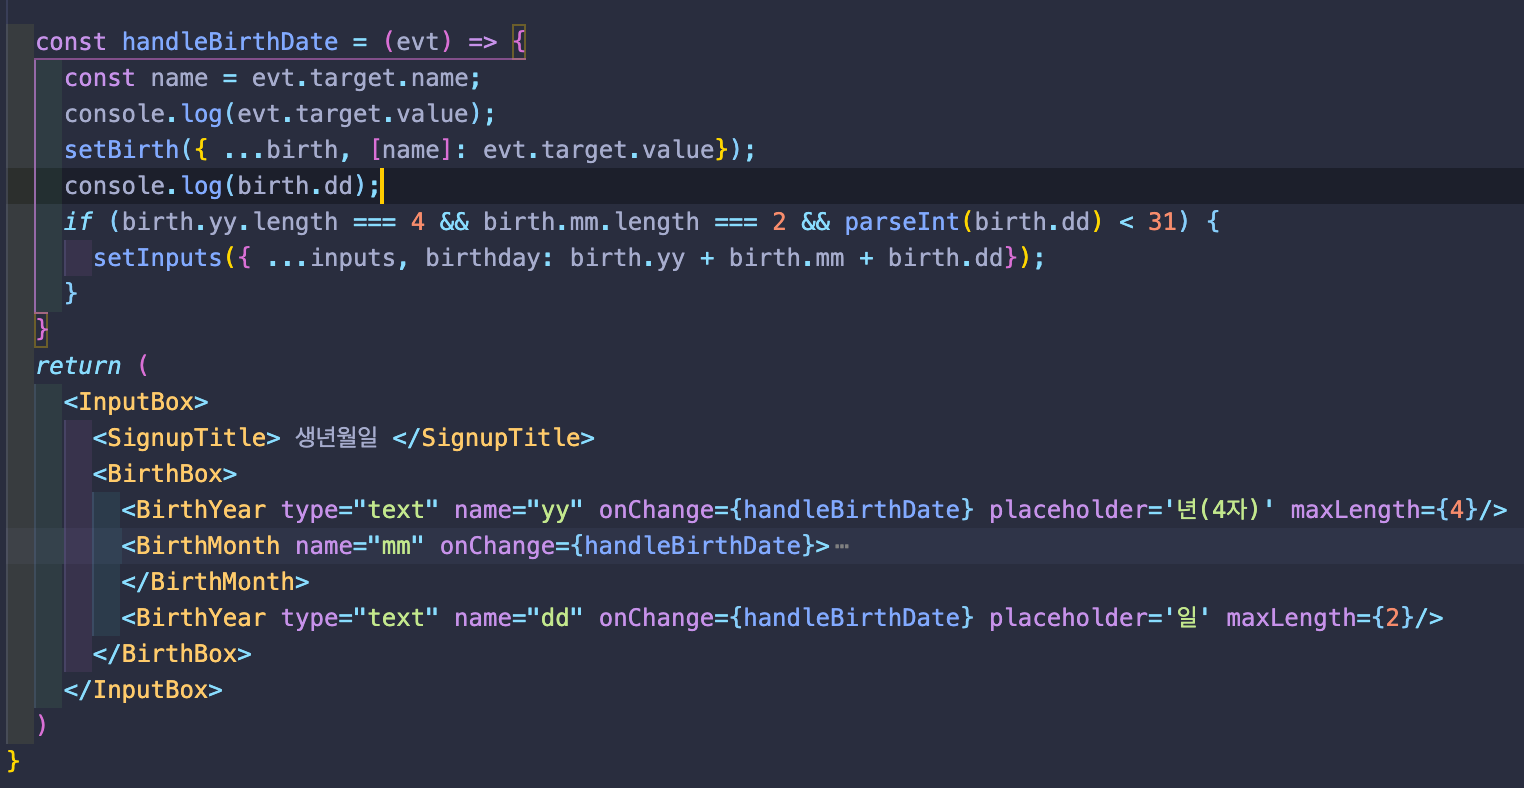 const handleBirthDate = (evt) => {
const name = evt.target.name;
console.log(evt.target.value);
setBirth({ ...birth, [name]: evt.target.value});
console.log(birth.dd);
if (birth.yy.length === 4 && birth.mm.length === 2 && parseInt(birth.dd) < 31) {
setInputs({ ...inputs, birthday: birth.yy + birth.mm + birth.dd});
}
}
return (
<InputBox>
<SignupTitle> 생년월일 </SignupTitle>
<BirthBox>
<BirthYear type="text" name="yy" onChange={handleBirthDate} placeholder='년(4자)' maxLength={4}/>
<BirthMonth name="mm" onChange={handleBirthDate}>⋯
</BirthMonth>
<BirthYear type="text" name="dd" onChange={handleBirthDate} placeholder='일' maxLength={2}/>
</BirthBox>
</InputBox>
)
}